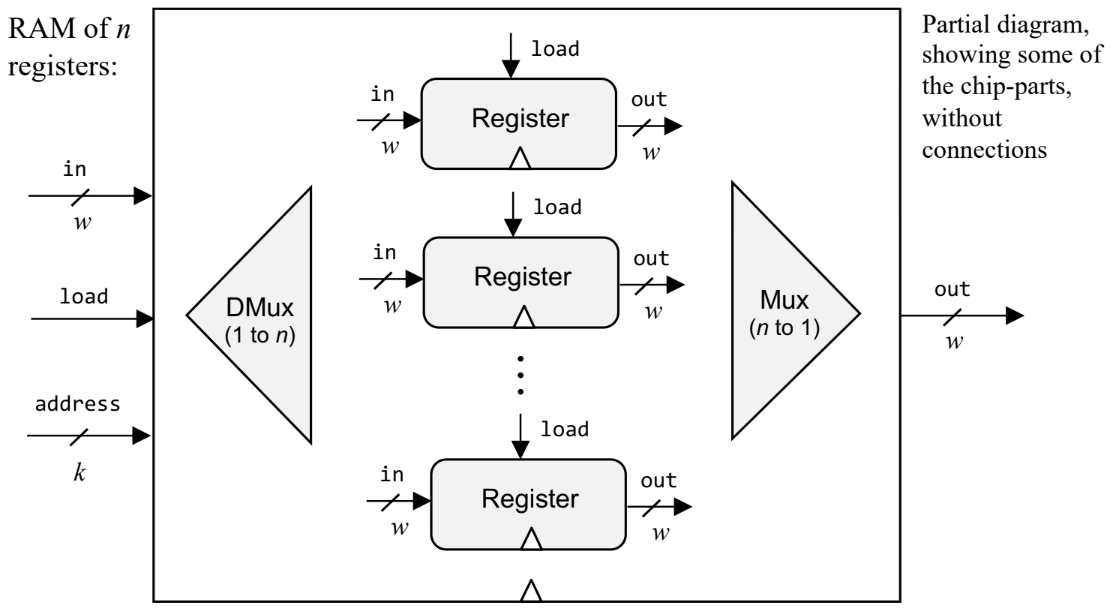 RAM of n
registers:
in
w
load
address
k
DMux
(1 to n)
load
in
w
Register
out
w
load
in
w
Register
out
w
load
in
w
Register
out
w
Mux
(n to 1)
out
w
Partial diagram,
showing some of
the chip-parts,
without
connections